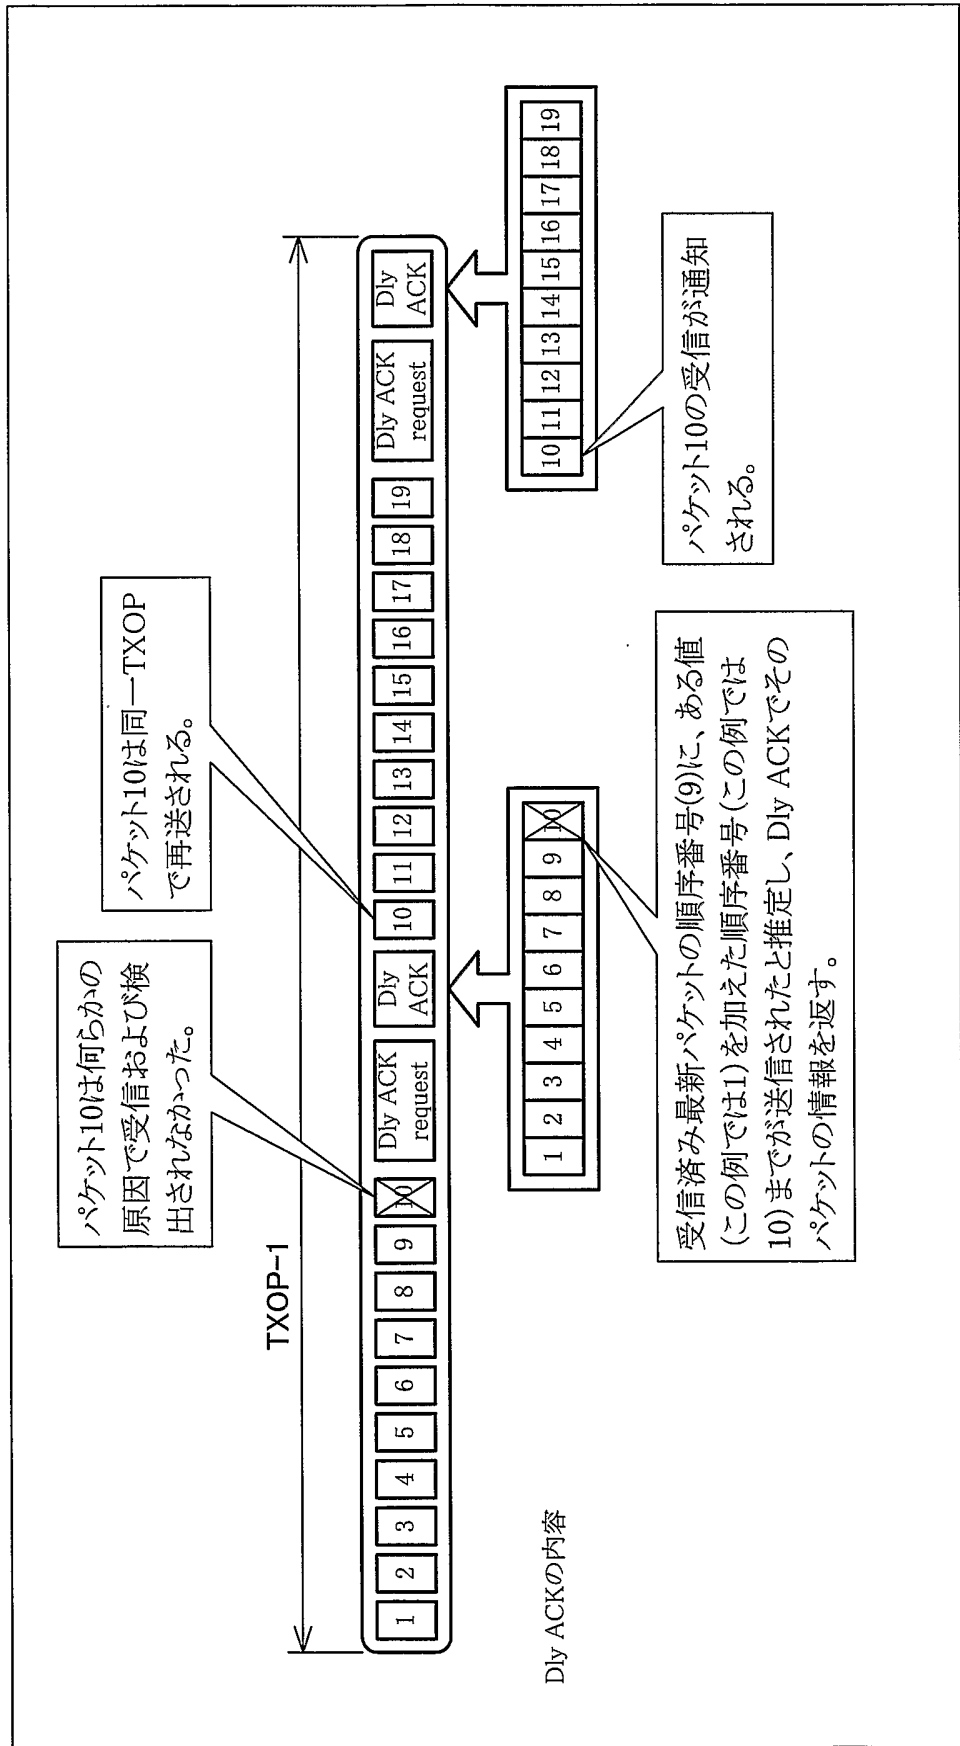 パケット10は何らかの
原因で受信および検
出されなかった。
パケット10は同一TXOP
で再送される。
TXOP-1
1 2 3 4 5 6 7 8 9 10 Dly ACK request Dly ACK 10 11 12 13 14 15 16 17 18 19 Dly ACK request Dly ACK
Dly ACKの内容
1 2 3 4 5 6 7 8 9 10
10 11 12 13 14 15 16 17 18 19
受信済み最新パケットの順序番号(9)に、ある値
(この例では1)を加えた順序番号(この例では
10)までが送信されたと推定し、Dly ACKでその
パケットの情報を返す。
パケット10の受信が通知
される。